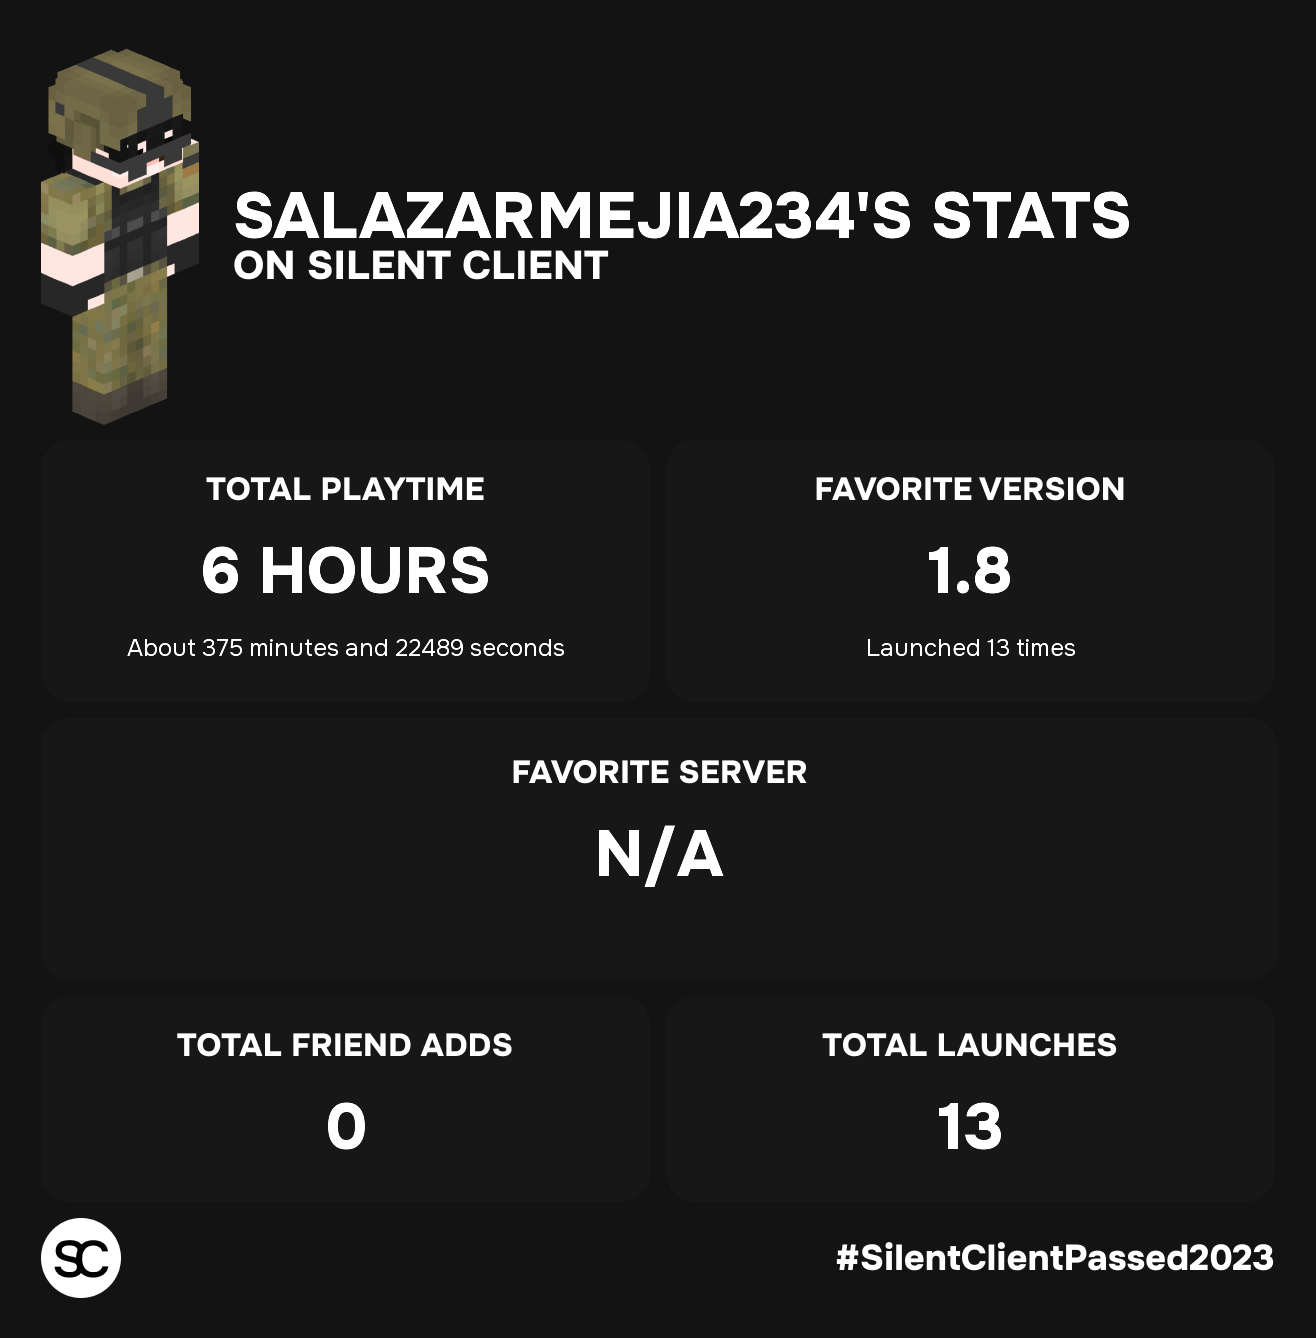 SALAZARMEJIA234'S STATS
ON SILENT CLIENT
TOTAL PLAYTIME
6 HOURS
About 375 minutes and 22489 seconds
FAVORITE VERSION
1.8
Launched 13 times
FAVORITE SERVER
N/A
TOTAL FRIEND ADDS
0
TOTAL LAUNCHES
13
SC
#SilentClientPassed2023